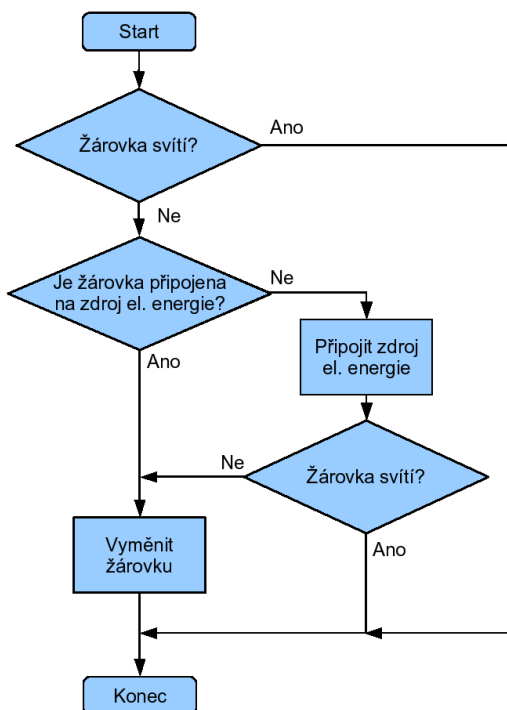 Start
Žárovka svítí?
Ano
Ne
Je žárovka připojena
na zdroj el. energie?
Ne
Připojit zdroj
el. energie
Ano
Žárovka svítí?
Ne
Ano
Vyměnit
žárovku
Konec